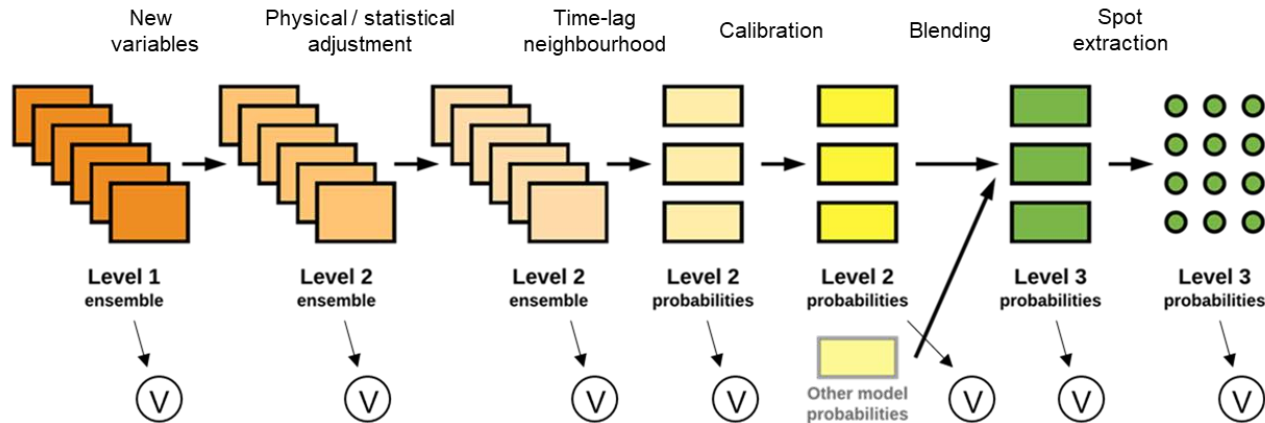 New
variables
Physical / statistical
adjustment
Time-lag
neighbourhood
Calibration
Blending
Spot
extraction
Level 1
ensemble
Level 2
ensemble
Level 2
ensemble
Level 2
probabilities
Level 2
probabilities
Level 3
probabilities
Level 3
probabilities
Other model
probabilities
V
V
V
V
V
V
V